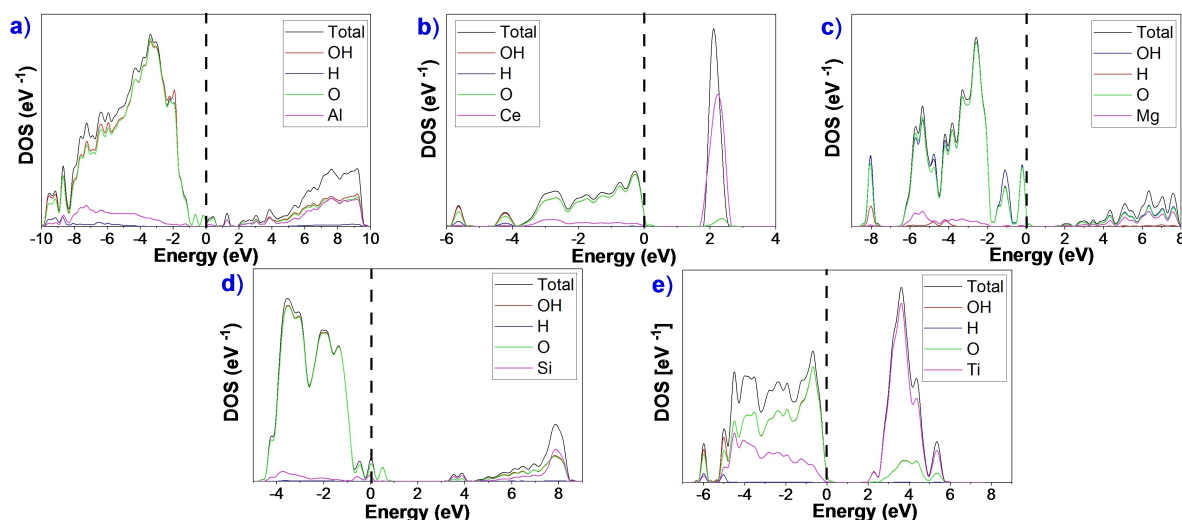 a)
DOS (eV ⁻¹)
Total
OH
H
O
Al
-10 -8 -6 -4 -2 0 2 4 6 8 10
Energy (eV)
b)
DOS (eV ⁻¹)
Total
OH
H
O
Ce
-6 -4 -2 0 2 4
Energy (eV)
c)
DOS (eV ⁻¹)
Total
OH
H
O
Mg
-8 -6 -4 -2 0 2 4 6 8
Energy (eV)
d)
DOS (eV ⁻¹)
Total
OH
H
O
Si
-4 -2 0 2 4 6 8
Energy (eV)
e)
DOS [eV ⁻¹]
Total
OH
H
O
Ti
-6 -4 -2 0 2 4 6 8
Energy (eV)